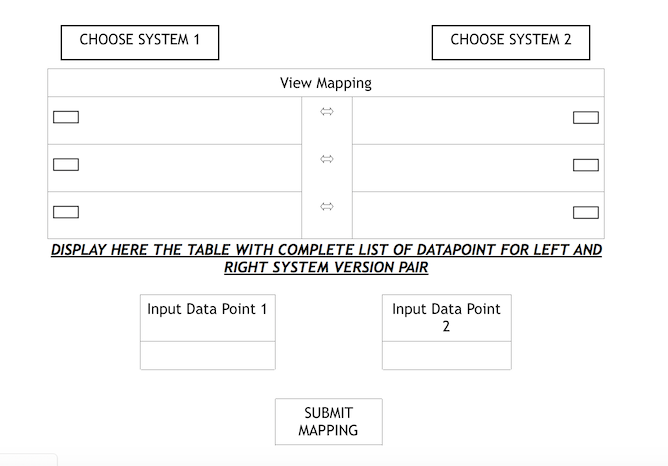 CHOOSE SYSTEM 1
CHOOSE SYSTEM 2
View Mapping
DISPLAY HERE THE TABLE WITH COMPLETE LIST OF DATAPOINT FOR LEFT AND
RIGHT SYSTEM VERSION PAIR
Input Data Point 1
Input Data Point
2
SUBMIT
MAPPING